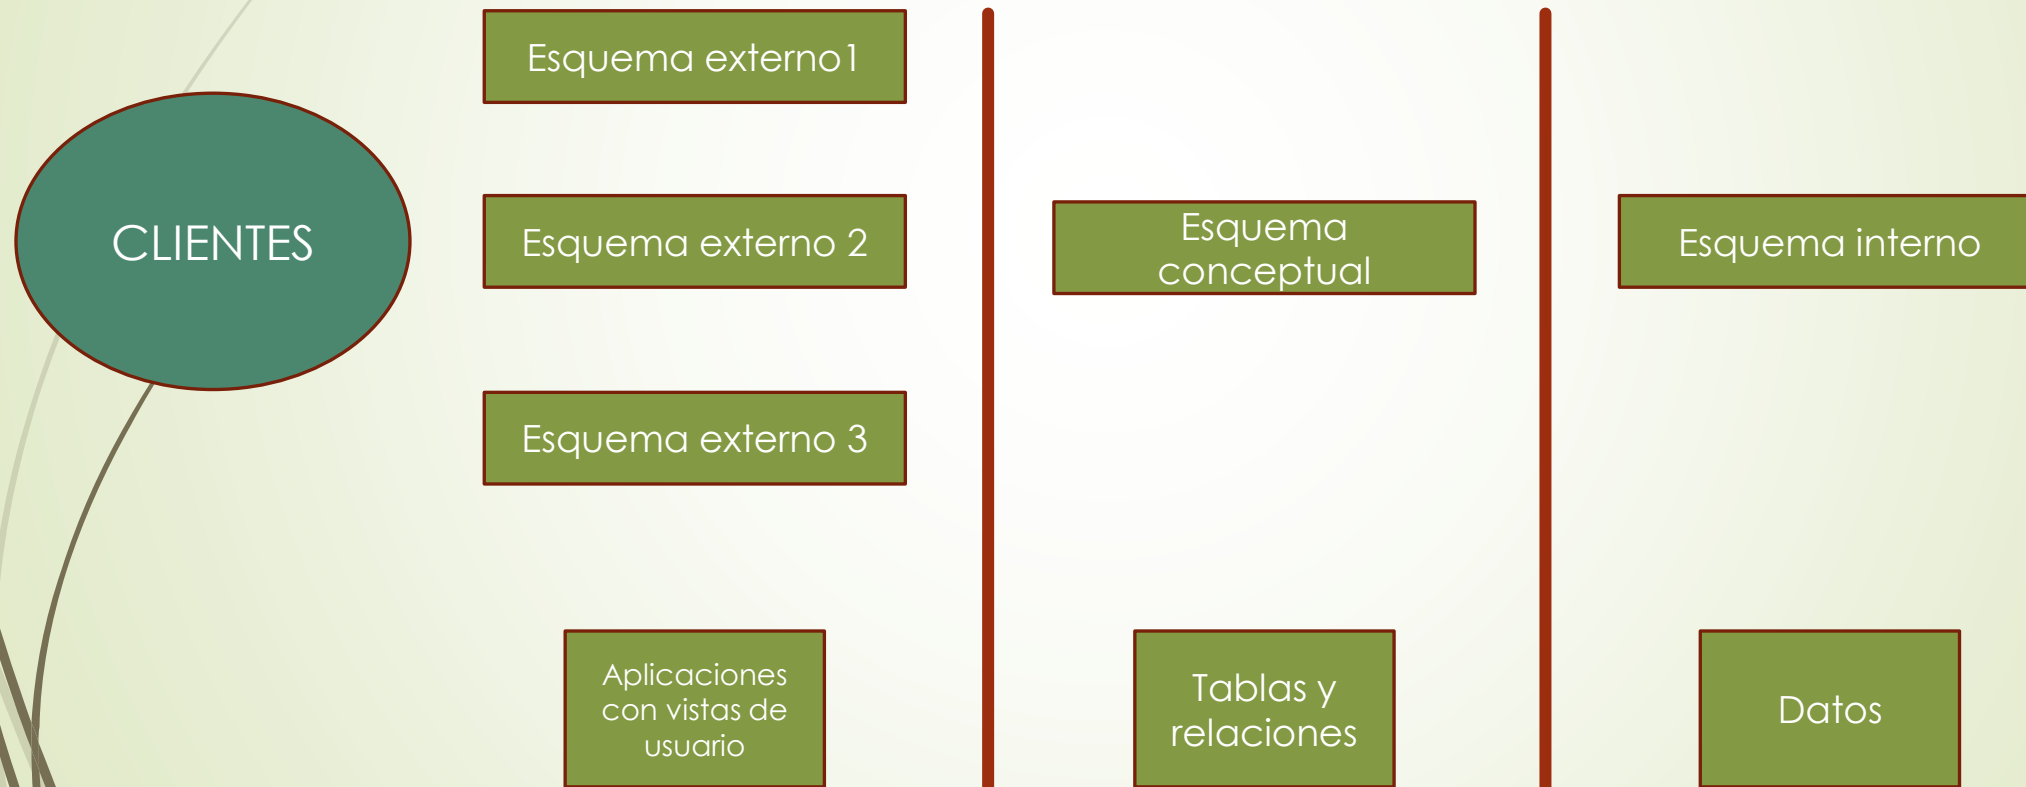 Esquema externo1
CLIENTES
Esquema externo 2
Esquema
conceptual
Esquema interno
Esquema externo 3
Aplicaciones
con vistas de
usuario
Tablas y
relaciones
Datos